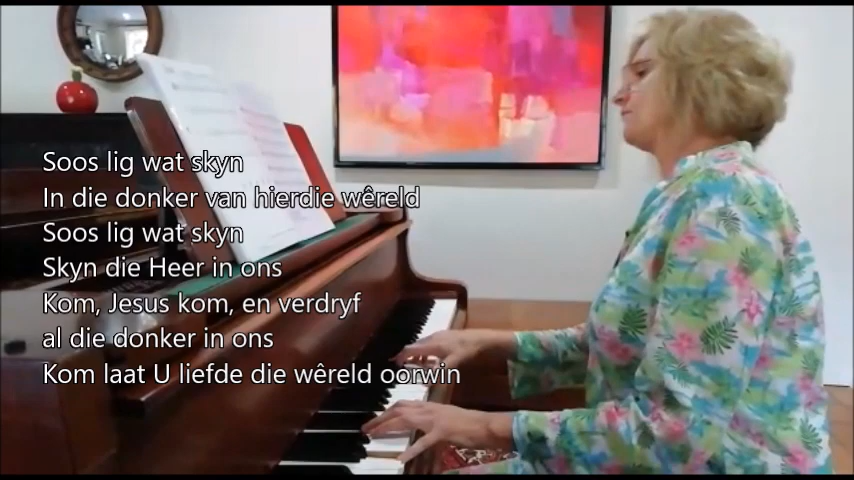 Soos lig wat skyn
In die donker van hierdie wêreld
Soos lig wat skyn
Skyn die Heer in ons
Kom, Jesus kom, en verdryf
al die donker in ons
Kom laat U liefde die wêreld oorwin